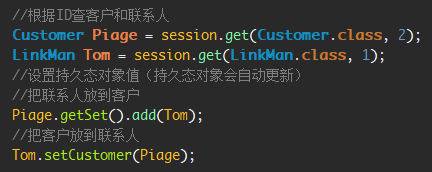 //根据ID查客户和联系人
Customer Piage = session.get(Customer.class, 2);
LinkMan Tom = session.get(LinkMan.class, 1);
//设置持久态对象值（持久态对象会自动更新）
//把联系人放到客户
Piage.getSet().add(Tom);
//把客户放到联系人
Tom.setCustomer(Piage);